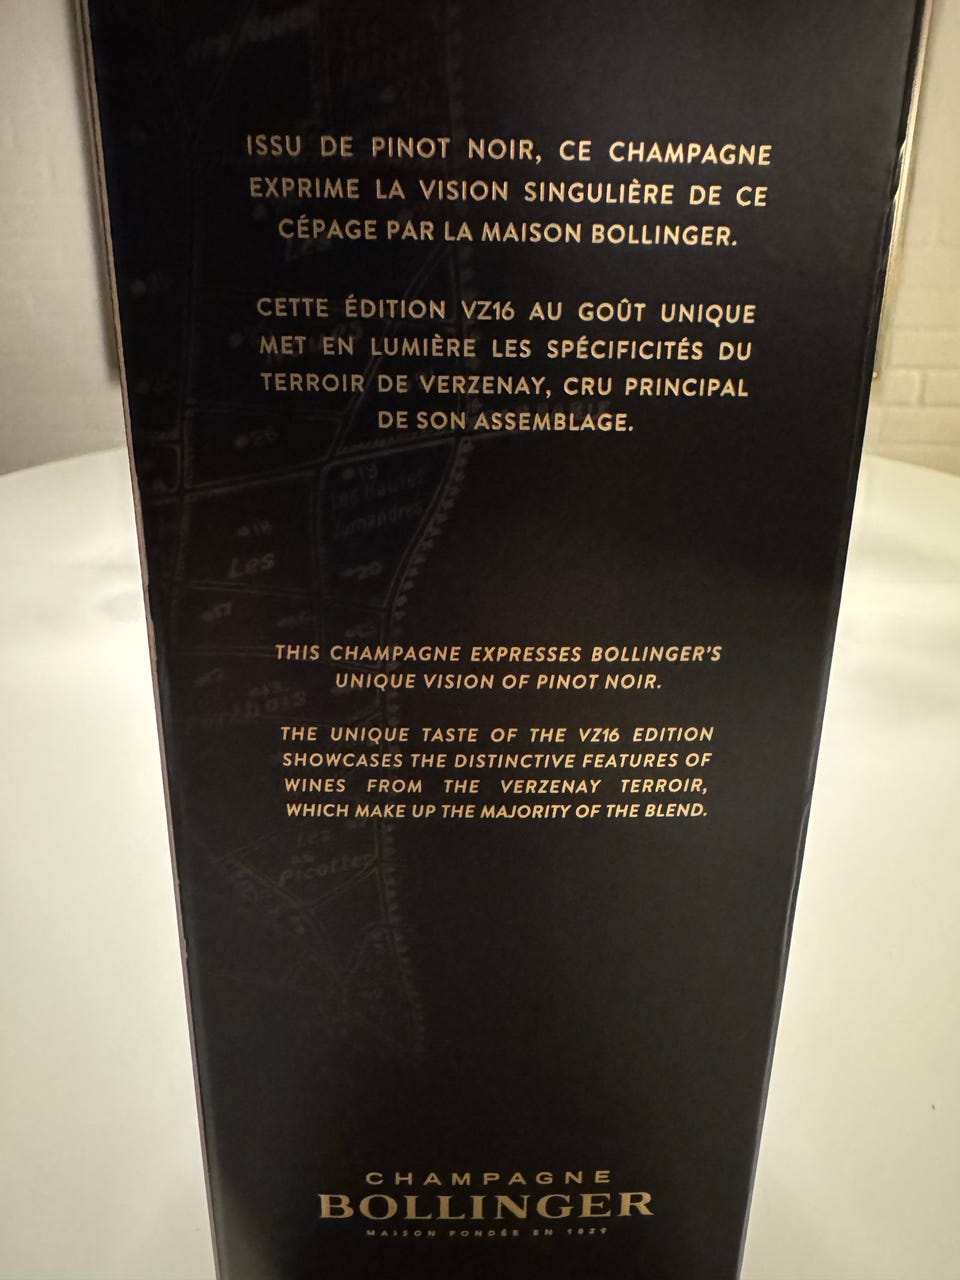 ISSU DE PINOT NOIR, CE CHAMPAGNE
EXPRIME LA VISION SINGULIÈRE DE CE
CÉPAGE PAR LA MAISON BOLLINGER.
CETTE ÉDITION VZ16 AU GOÛT UNIQUE
MET EN LUMIÈRE LES SPÉCIFICITÉS DU
TERROIR DE VERZENAY, CRU PRINCIPAL
DE SON ASSEMBLAGE.
Les
THIS CHAMPAGNE EXPRESSES BOLLINGER'S
UNIQUE VISION OF PINOT NOIR.
THE UNIQUE TASTE OF THE VZ16 EDITION
SHOWCASES THE DISTINCTIVE FEATURES OF
WINES FROM THE VERZENAY TERROIR,
WHICH MAKE UP THE MAJORITY OF THE BLEND.
Les
CHAMPAGNE
BOLLINGER
MAISON FONDÉE EN 1829